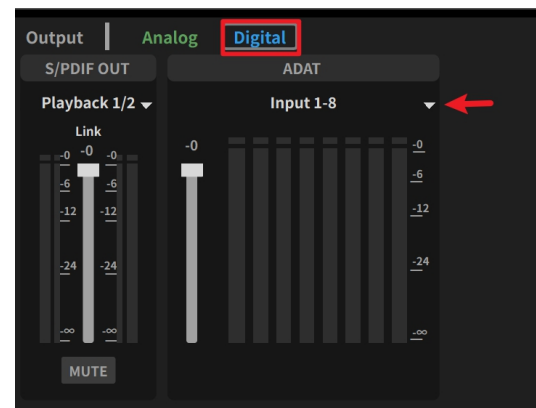 Output Analog Digital
S/PDIF OUT ADAT
Playback 1/2 Input 1-8
Link
-0 -0 -0 -0 -0
-6 -6 -6
-12 -12 -12
-24 -24 -24
-∞ -∞ -∞
MUTE